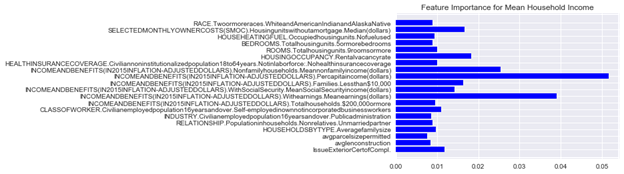 Feature Importance for Mean Household Income
RACE.Twoormoreraces.WhiteandAmericanIndianandAlaskaNative
SELECTEDMONTHLYOWNERCOSTS(SMOC).Housingunitswithoutamortgage.Median(dollars)
HOUSEHEATINGFUEL.Occupiedhousingunits.Nofuelused
BEDROOMS.Totalhousingunits.5ormorebedrooms
ROOMS.Totalhousingunits.9roomsormore
HOUSINGOCCUPANCY.Rentalvacancyrate
HEALTHINSURANCECOVERAGE.Civiliannoninstitutionalizedpopulation18to64years.Notinlaborforce:.Nohealthinsurancecoverage
INCOMEANDBENEFITS(IN2015INFLATION-ADJUSTEDDOLLARS).Nonfamilyhouseholds.Meannonfamilyincome(dollars)
INCOMEANDBENEFITS(IN2015INFLATION-ADJUSTEDDOLLARS).Percapitaincome(dollars)
INCOMEANDBENEFITS(IN2015INFLATION-ADJUSTEDDOLLARS).Families.Lessthan$10,000
INCOMEANDBENEFITS(IN2015INFLATION-ADJUSTEDDOLLARS).WithSocialSecurity.MeanSocialSecurityincome(dollars)
INCOMEANDBENEFITS(IN2015INFLATION-ADJUSTEDDOLLARS).Withearnings.Meanearnings(dollars)
INCOMEANDBENEFITS(IN2015INFLATION-ADJUSTEDDOLLARS).Totalhouseholds.$200,000ormore
CLASSOFWORKER.Civilianemployedpopulation16yearsandover.Self-employedinownnotincorporatedbusinessworkers
INDUSTRY.Civilianemployedpopulation16yearsandover.Publicadministration
RELATIONSHIP.Populationinhouseholds.Nonrelatives.Unmarriedpartner
HOUSEHOLDSBYTYPE.Averagefamilysize
avgparcelsizepermitted
avglenconstruction
IssueExteriorCertofCompl.
0.00 0.01 0.02 0.03 0.04 0.05